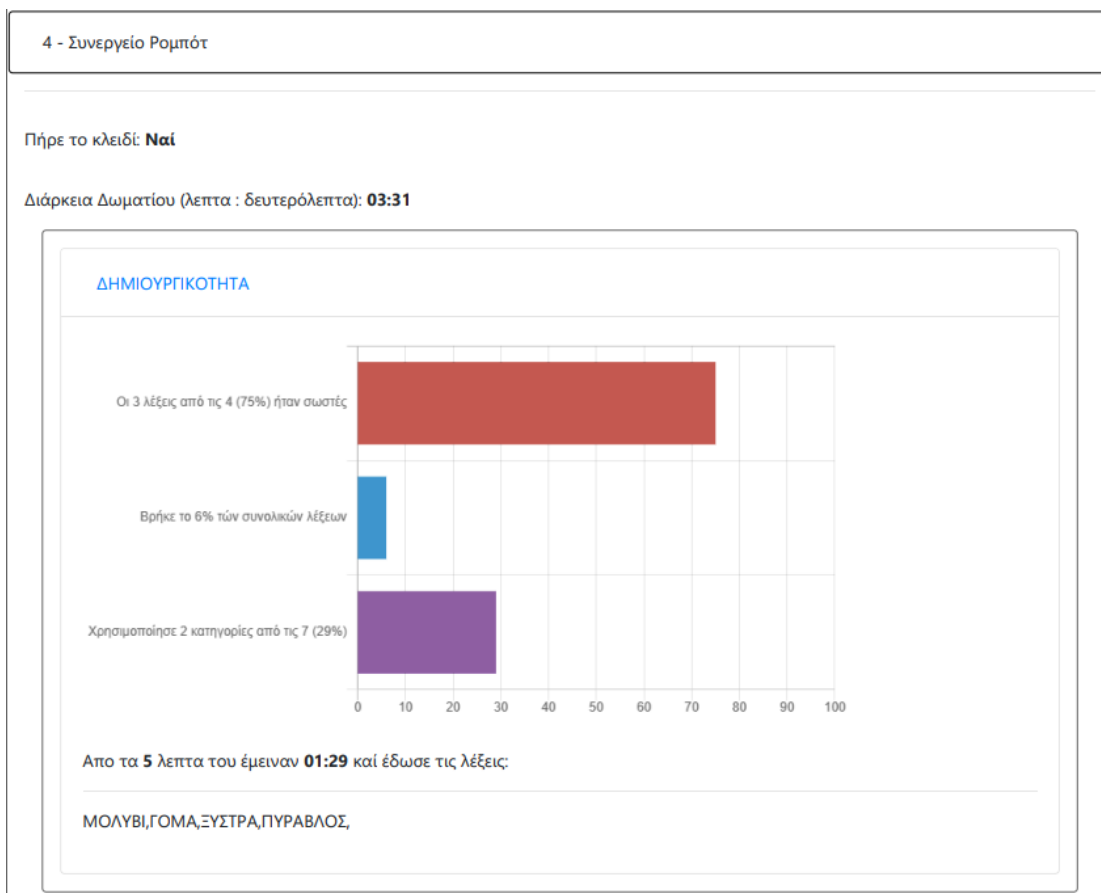 4 - Συνεργείο Ρομπότ
Πήρε το κλειδί: Ναί
Διάρκεια Δωματίου (λεπτα : δευτερόλεπτα): 03:31
ΔΗΜΙΟΥΡΓΙΚΟΤΗΤΑ
Οι 3 λέξεις από τις 4 (75%) ήταν σωστές
Βρήκε το 6% τών συνολικών λέξεων
Χρησιμοποίησε 2 κατηγορίες από τις 7 (29%)
0 10 20 30 40 50 60 70 80 90 100
Απο τα 5 λεπτα του έμειναν 01:29 καί έδωσε τις λέξεις:
ΜΟΛΥΒΙ,ΓΟΜΑ,ΞΥΣΤΡΑ,ΠΥΡΑΒΛΟΣ,